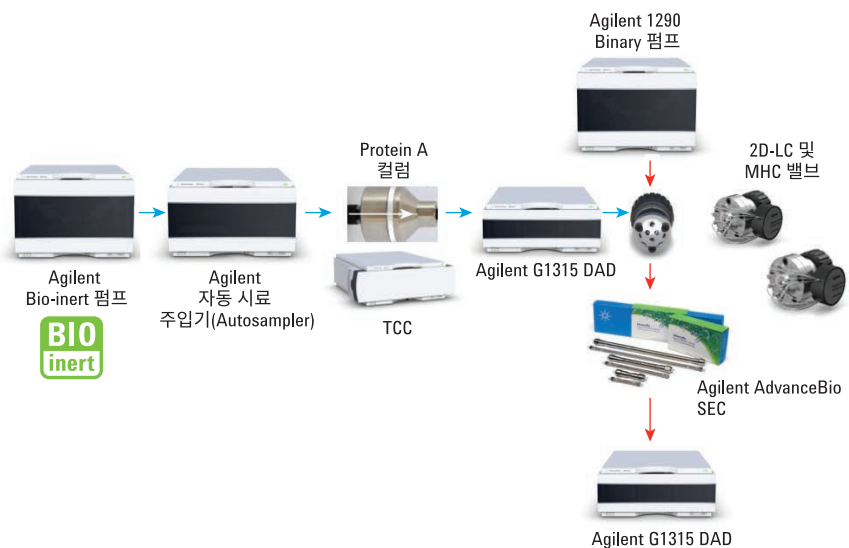 Agilent 1290
Binary 펌프
Protein A
컬럼
2D-LC 및
MHC 밸브
Agilent
Bio-inert 펌프
BIO
inert
Agilent
자동 시료
주입기(Autosampler)
TCC
Agilent G1315 DAD
Agilent AdvanceBio
SEC
Agilent G1315 DAD